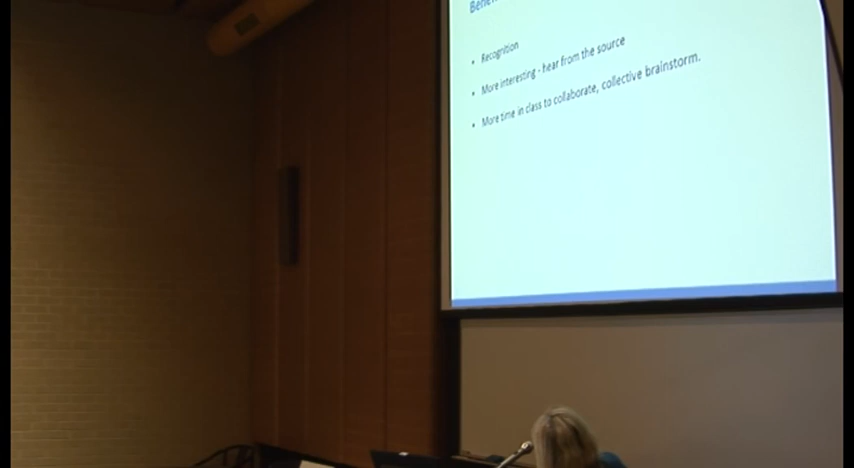 • Recognition
• More interesting - hear from the source
• More time in class to collaborate, collective brainstorm.